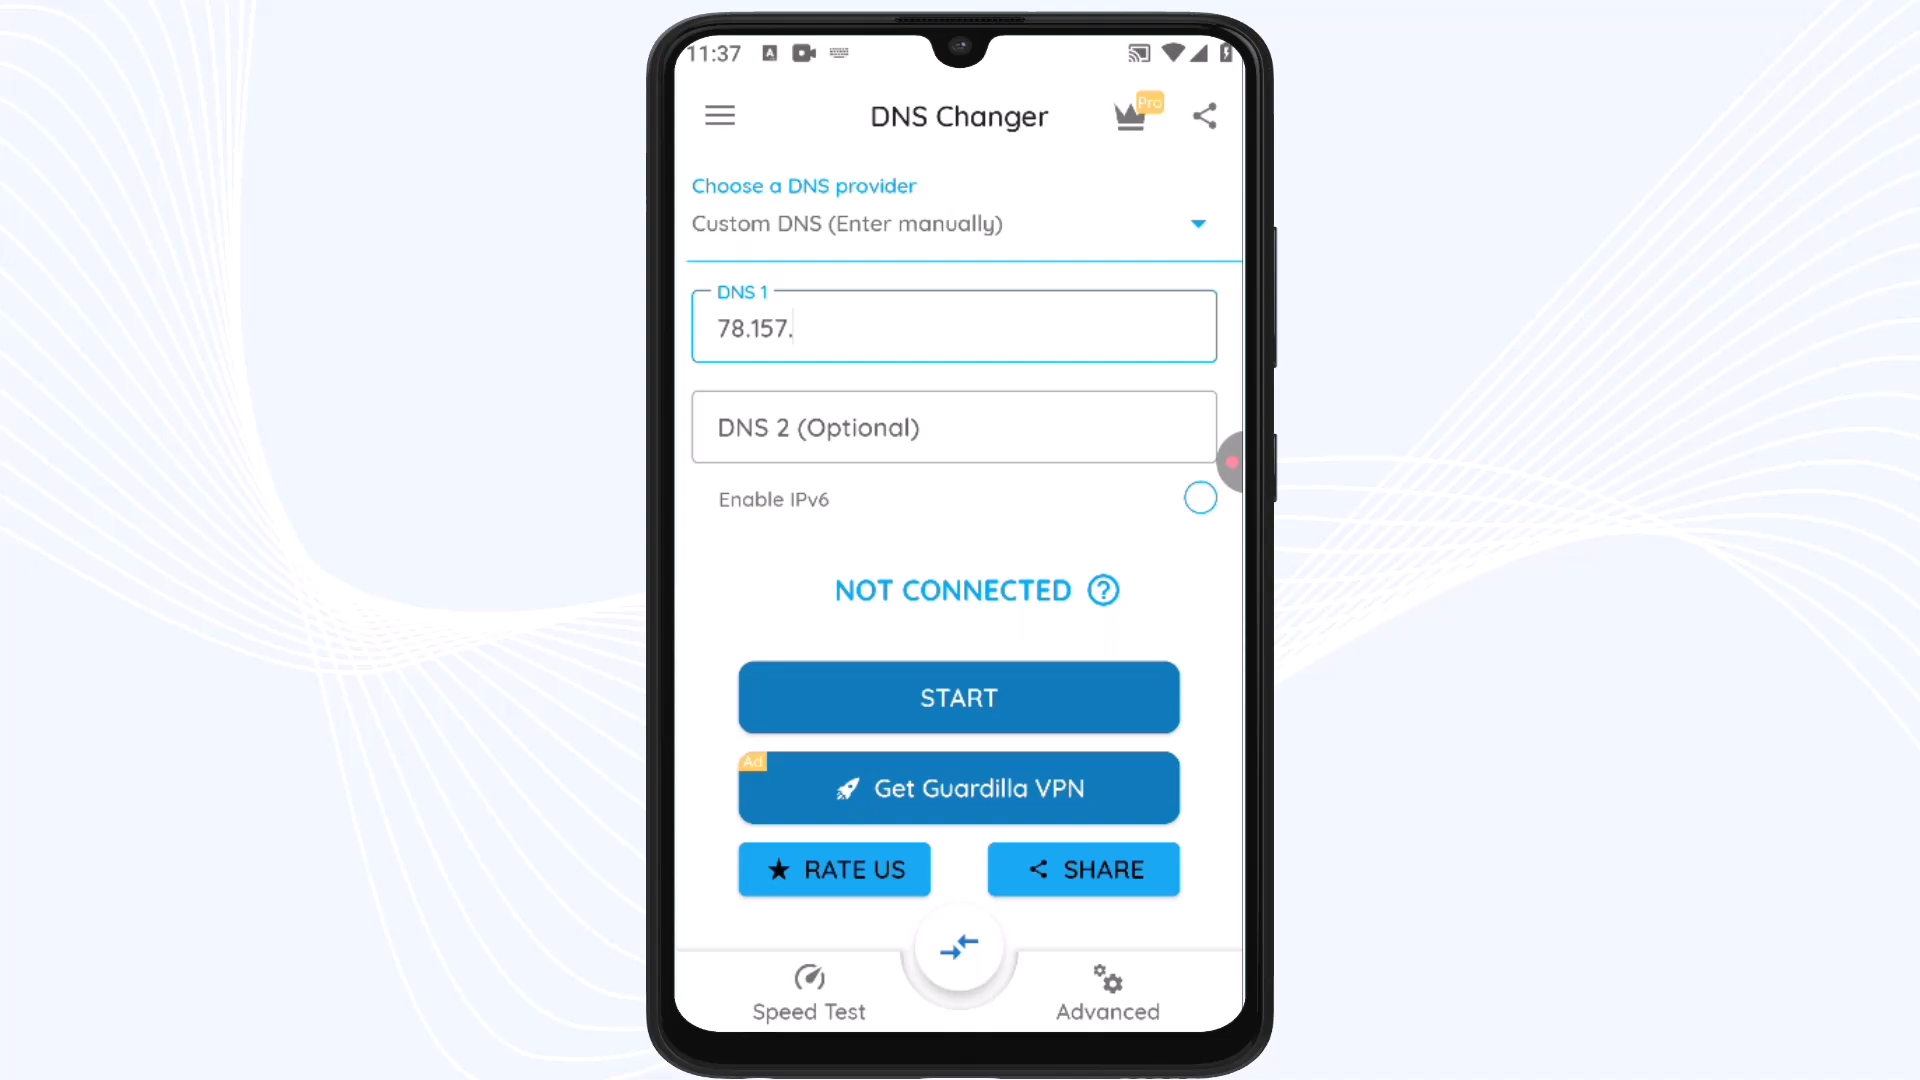 11:37
DNS Changer
Pro
Choose a DNS provider
Custom DNS (Enter manually)
DNS 1
78.157.
DNS 2 (Optional)
Enable IPv6
NOT CONNECTED
START
Ad
Get Guardilla VPN
RATE US
SHARE
Speed Test
Advanced